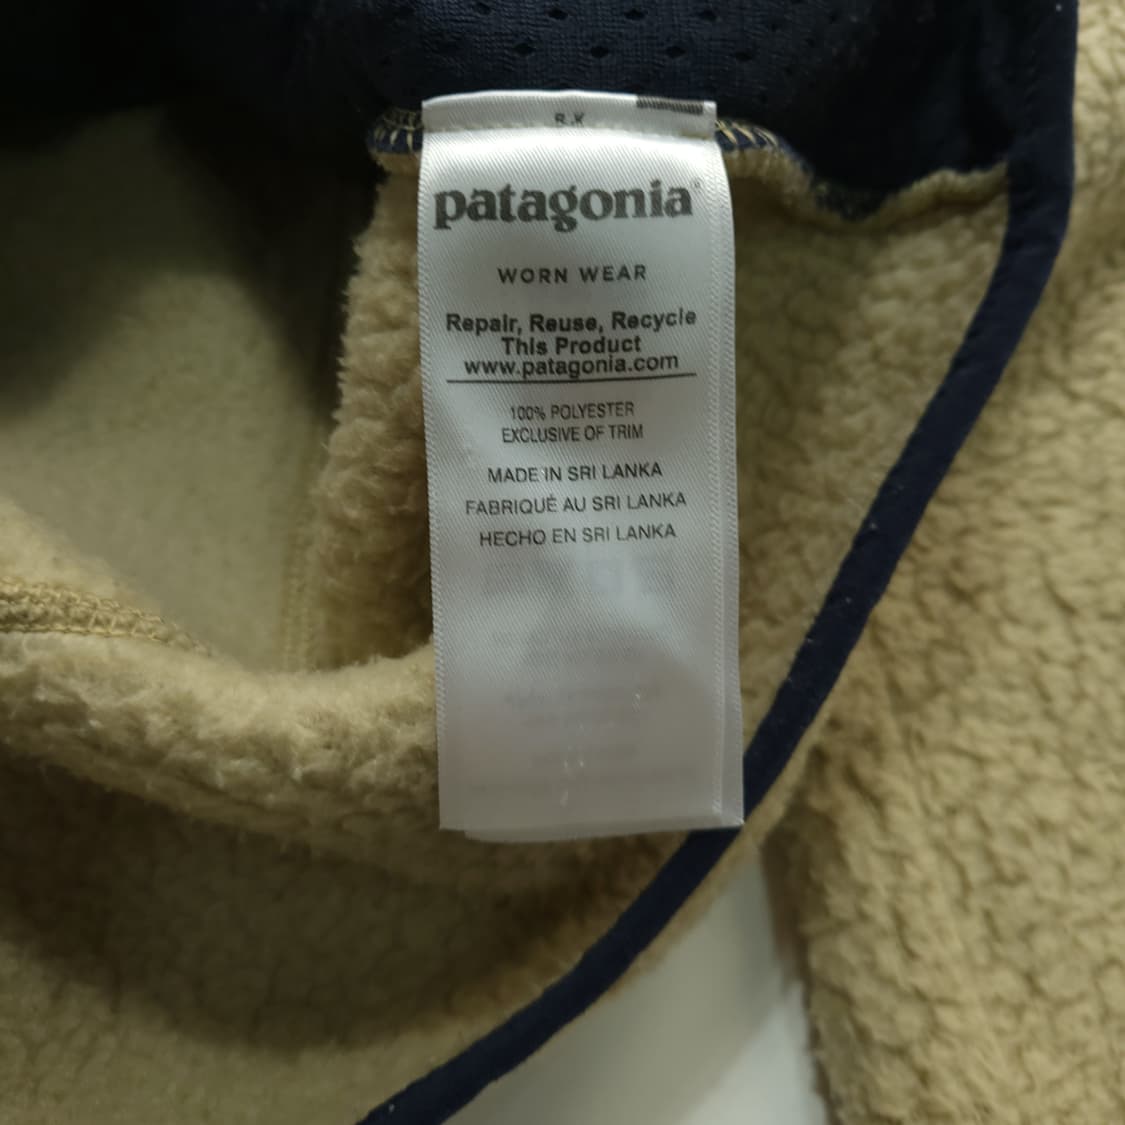 patagonia®
WORN WEAR
Repair, Reuse, Recycle
This Product
www.patagonia.com
100% POLYESTER
EXCLUSIVE OF TRIM
MADE IN SRI LANKA
FABRIQUÉ AU SRI LANKA
HECHO EN SRI LANKA